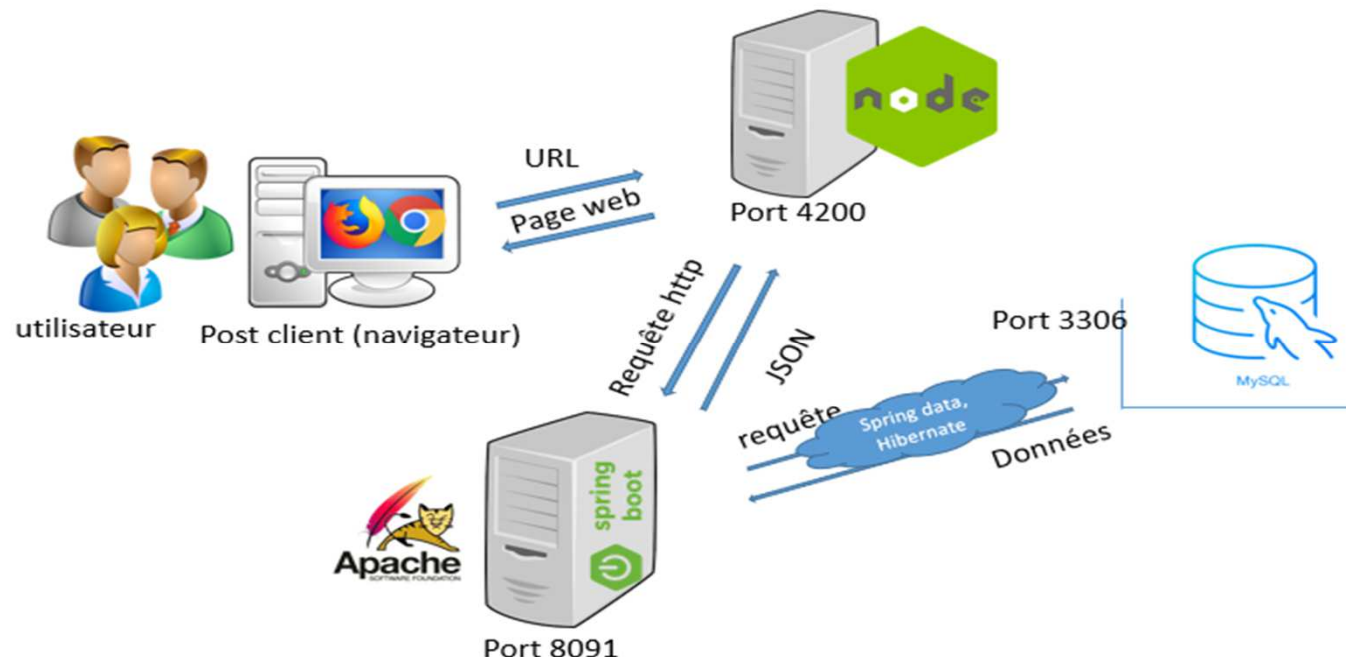 node
Port 4200
URL
Page web
utilisateur
Post client (navigateur)
Requête http
JSON
Port 3306
MySQL
requête
Spring data,
Hibernate
Données
spring
boot
Apache
SOFTWARE FOUNDATION
Port 8091